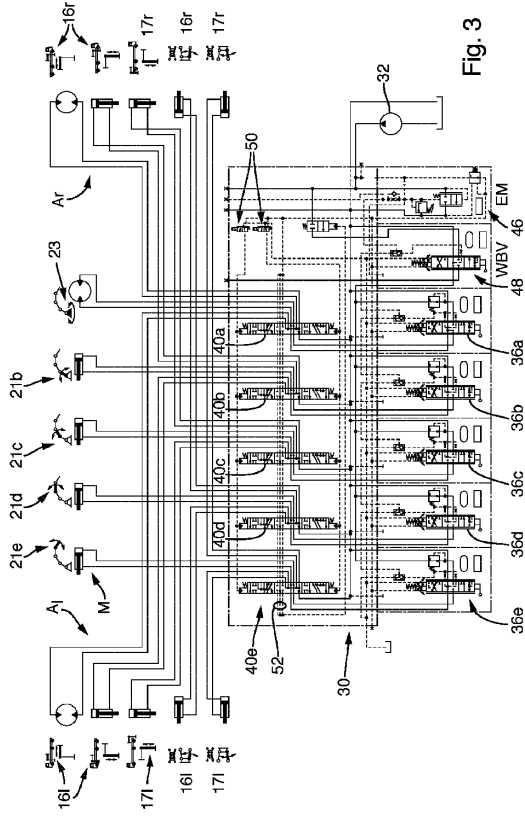 16r
17r
16r
17r
Ar
23
21b
21c
21d
21e
Al
M
16l
17l
16l
17l
50
32
Fig. 3
40a
40b
40c
40d
40e
52
30
EM
46
WBV
48
36a
36b
36c
36d
36e